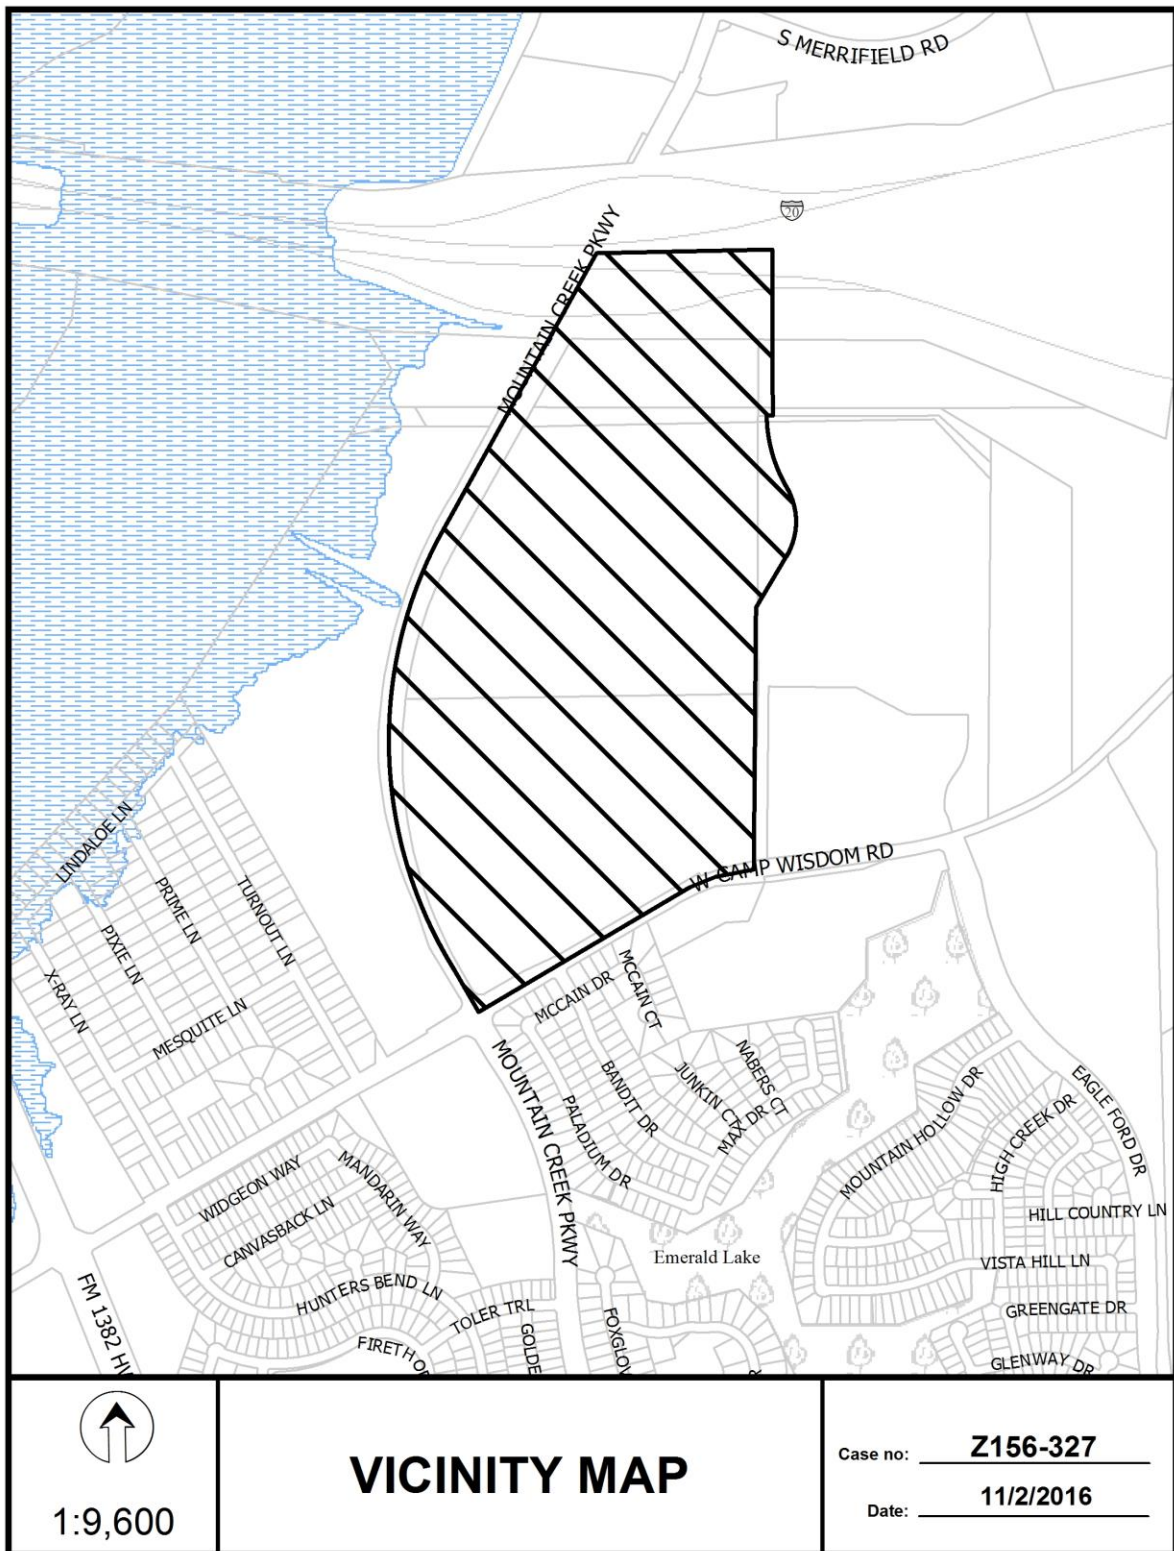 S MERRIFIELD RD
20
MOUNTAIN CREEK PKWY
W CAMP WISDOM RD
LINDALOE LN
PRIME LN
TURNOUT LN
PIXIE LN
X-RAY LN
MESQUITE LN
MCCAIN DR
MCCAIN CT
MOUNTAIN CREEK PKWY
BANDIT DR
PALADIUM DR
JUNKIN CT
NABERS CT
MAX DR
MOUNTAIN HOLLOW DR
HIGH CREEK DR
EAGLE FORD DR
WIDGEON WAY
MANDARIN WAY
CANVASBACK LN
HILL COUNTRY LN
Emerald Lake
VISTA HILL LN
HUNTERS BEND LN
GREENGATE DR
TOLER TRL
FM 1382 HW
GOLDE
FOXGLOV
FIRETHO
GLENWAY DR
1:9,600
VICINITY MAP
Case no: Z156-327
Date: 11/2/2016